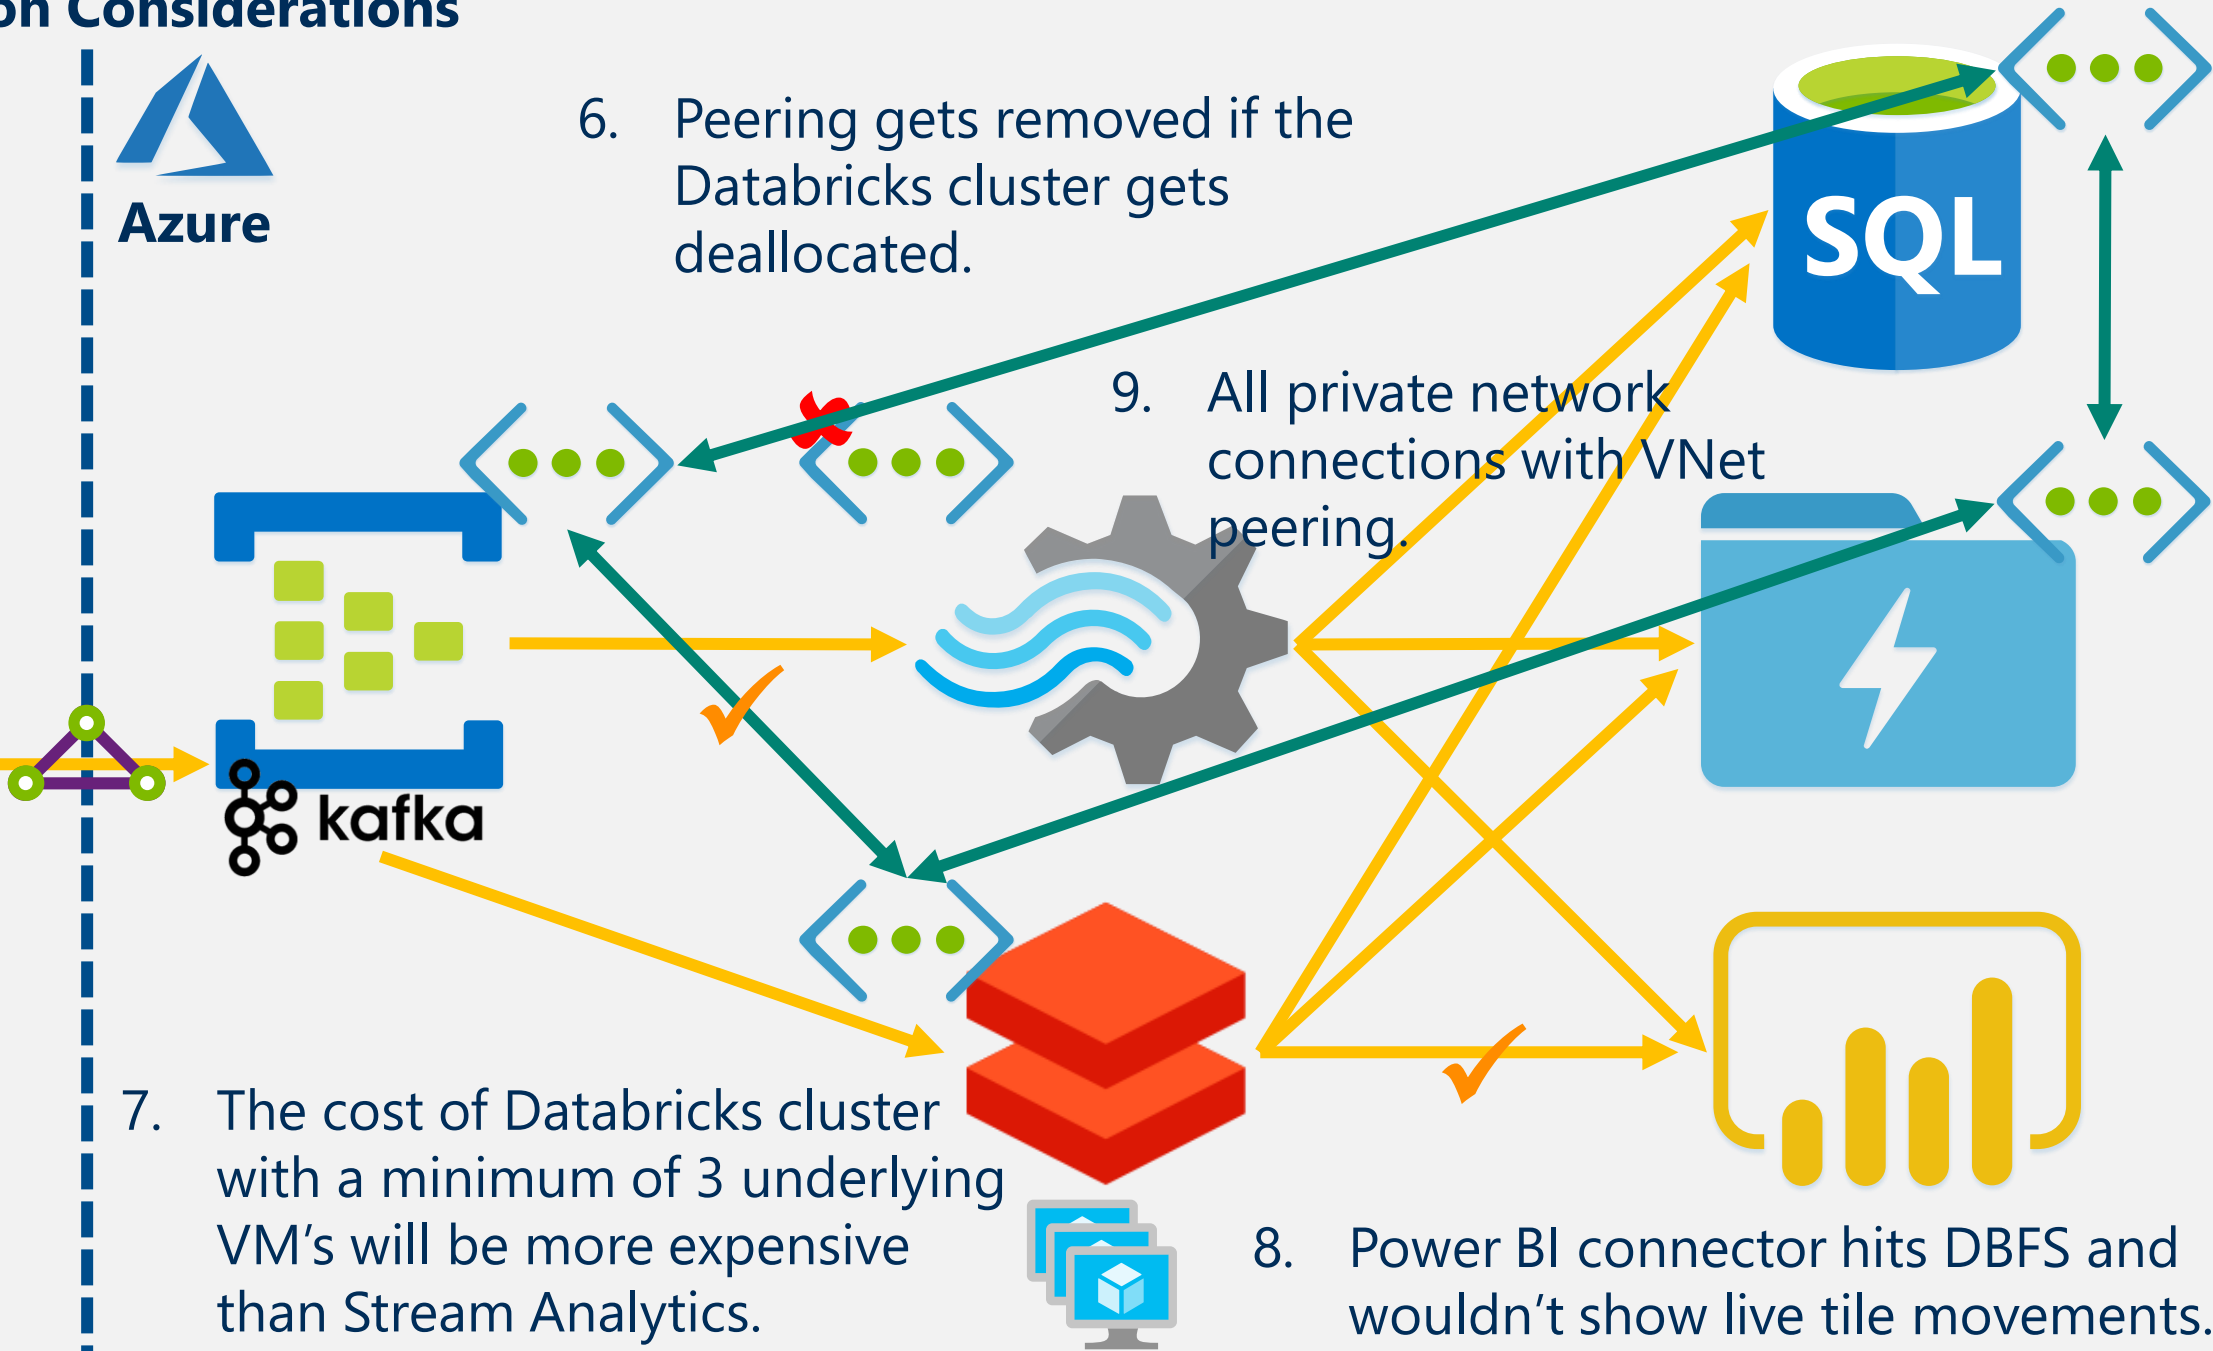 on Considerations
Azure
6. Peering gets removed if the
Databricks cluster gets
deallocated.
SQL
9. All private network
connections with VNet
peering.
kafka
7. The cost of Databricks cluster
with a minimum of 3 underlying
VM’s will be more expensive
than Stream Analytics.
8. Power BI connector hits DBFS and
wouldn’t show live tile movements.